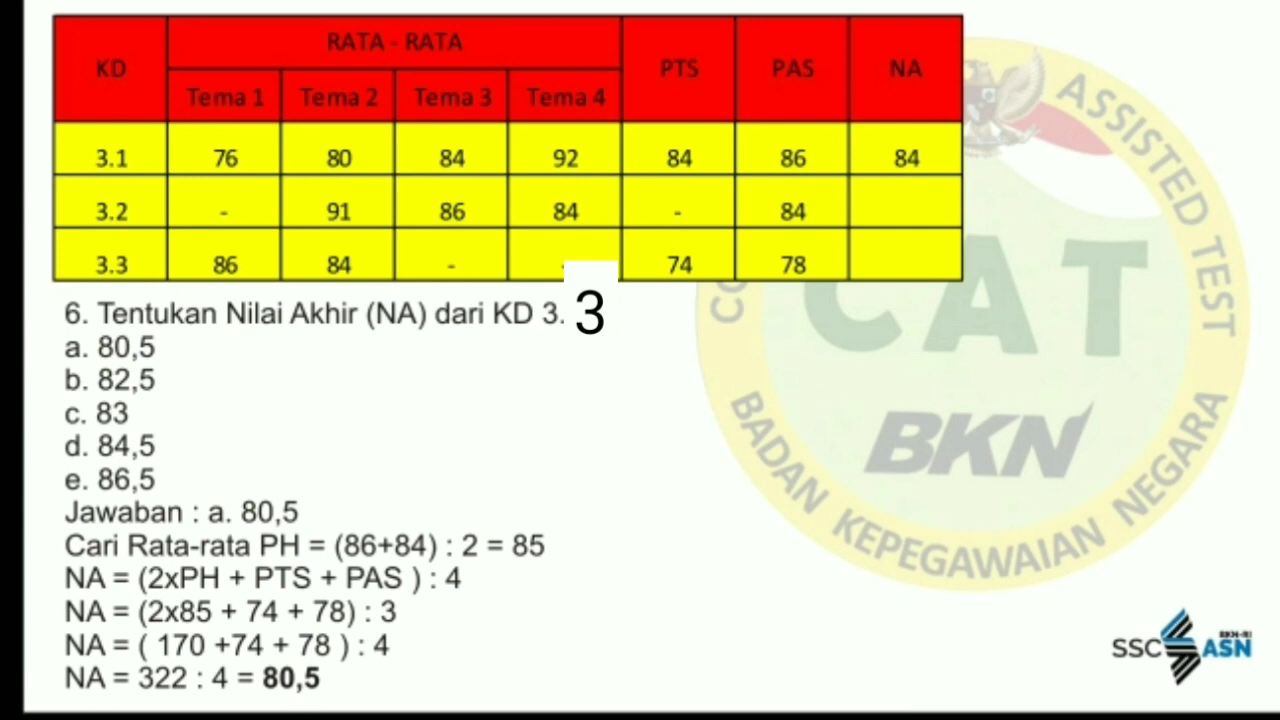 KD RATA - RATA PTS PAS NA
Tema 1 Tema 2 Tema 3 Tema 4
3.1 76 80 84 92 84 86 84
3.2 - 91 86 84 - 84
3.3 86 84 - - 74 78
6. Tentukan Nilai Akhir (NA) dari KD 3. 3
a. 80,5
b. 82,5
c. 83
d. 84,5
e. 86,5
Jawaban : a. 80,5
Cari Rata-rata PH = (86+84) : 2 = 85
NA = (2xPH + PTS + PAS ) : 4
NA = (2x85 + 74 + 78) : 3
NA = ( 170 +74 + 78 ) : 4
NA = 322 : 4 = 80,5
ASSISTED TEST
CAT
BKN
BADAN KEPEGAWAIAN NEGARA
SSC ASN
BKN-RI